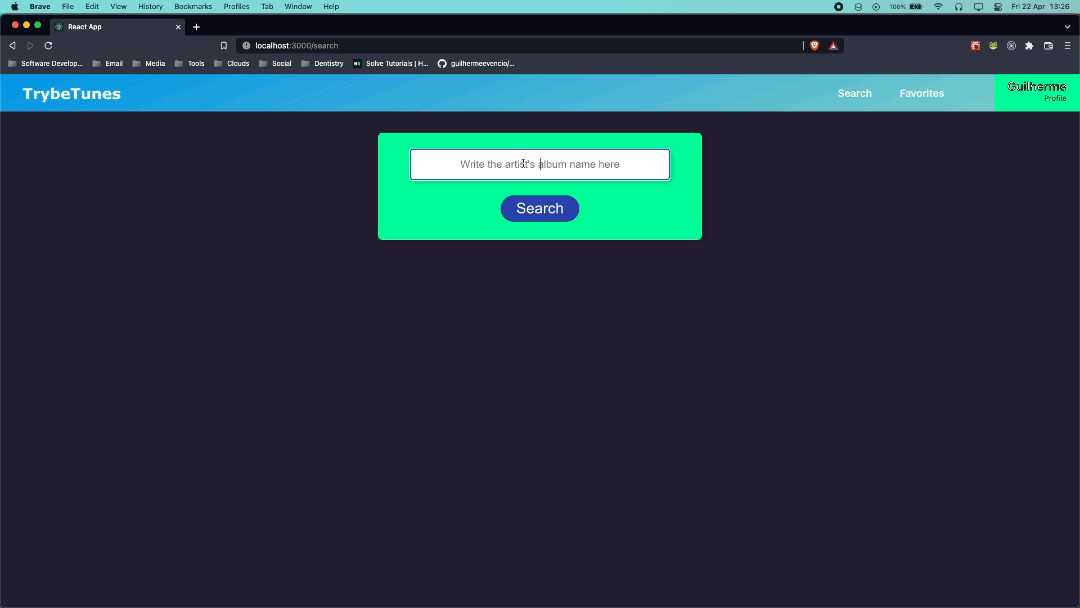 Brave File Edit View History Bookmarks Profiles Tab Window Help 100% Fri 22 Apr 13:26
React App
localhost:3000/search
Software Develop... Email Media Tools Clouds Social Dentistry Solve Tutorials | H... guilhermeevencio/...
TrybeTunes Search Favorites Guilherme
Profile
Write the artist's album name here
Search